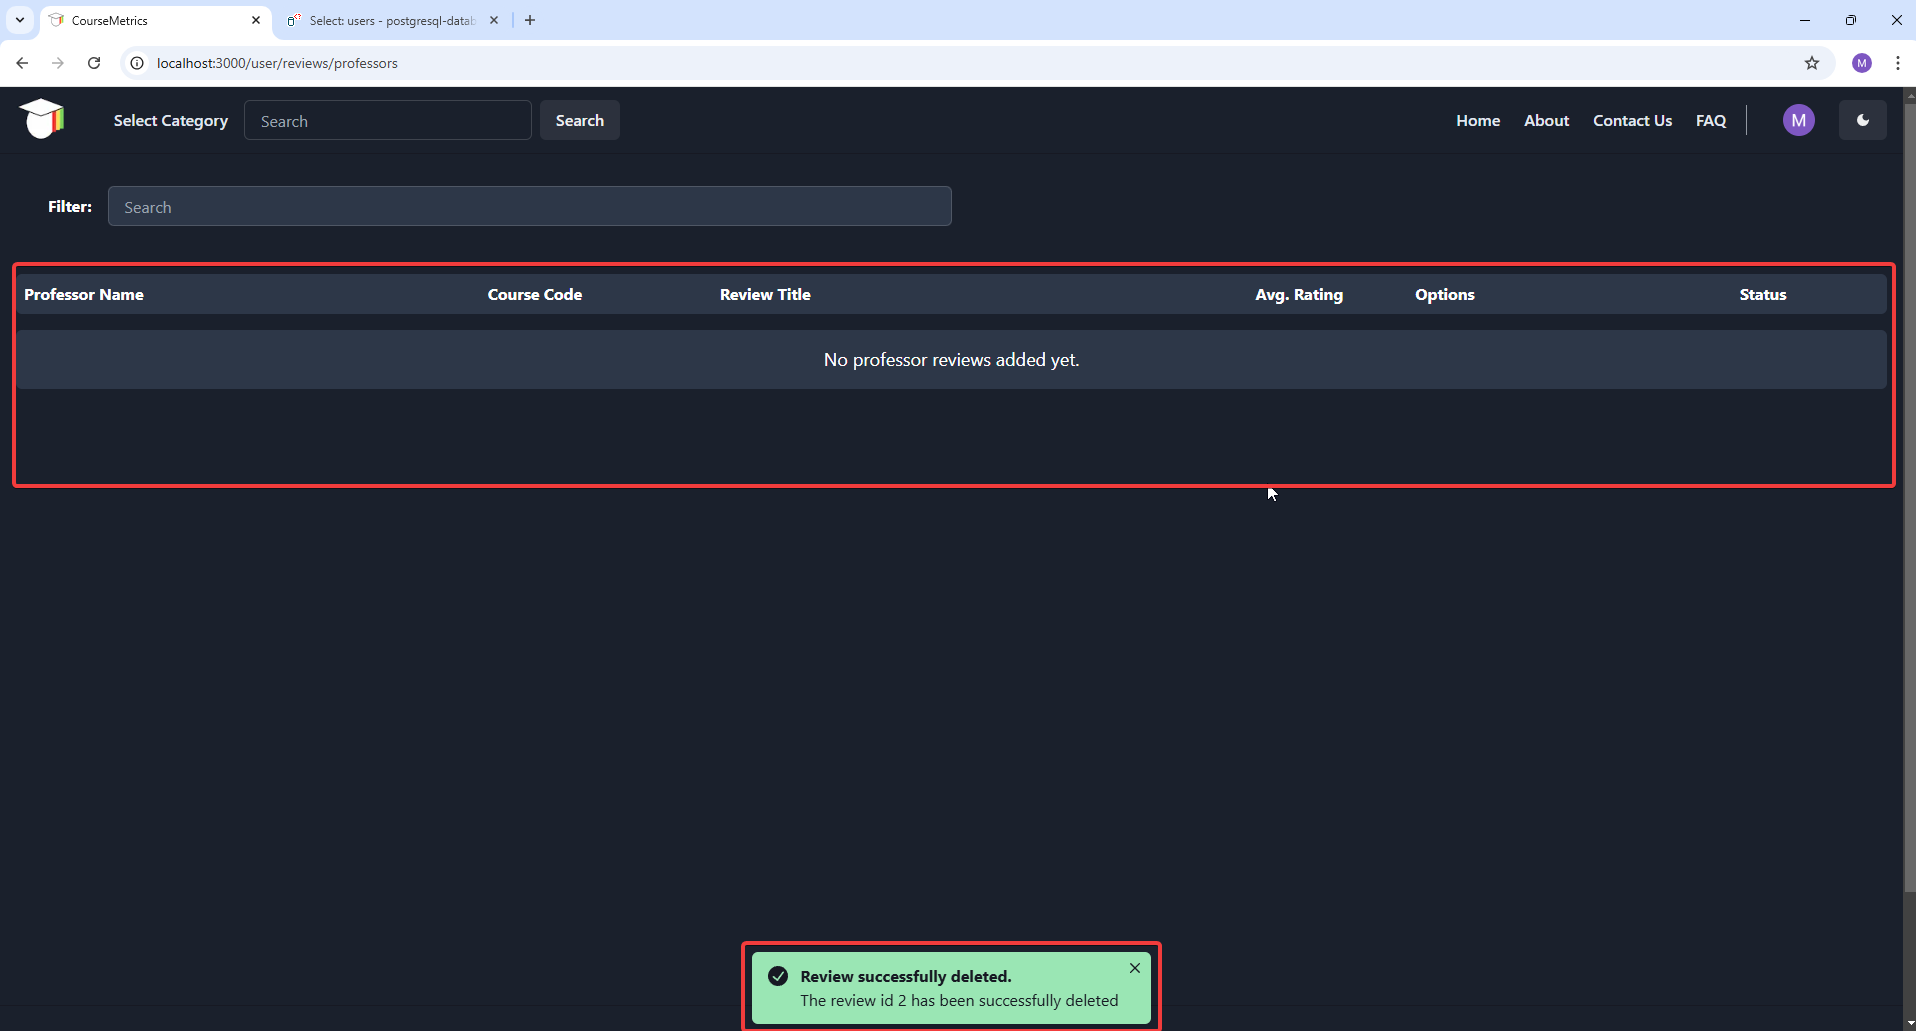 CourseMetrics
Select: users - postgresql-datab
localhost:3000/user/reviews/professors
M
Select Category
Search
Search
Home
About
Contact Us
FAQ
M
Filter:
Search
Professor Name
Course Code
Review Title
Avg. Rating
Options
Status
No professor reviews added yet.
Review successfully deleted.
The review id 2 has been successfully deleted